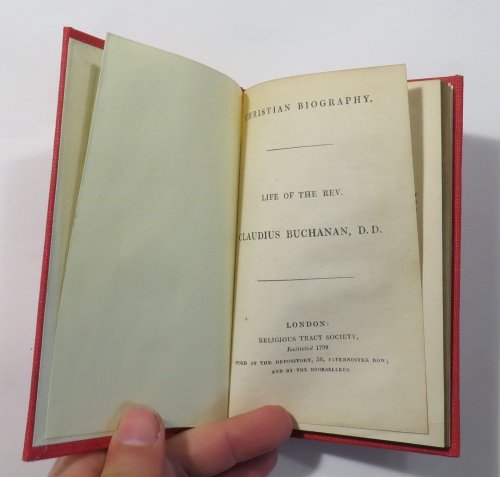 CHRISTIAN BIOGRAPHY.
LIFE OF THE REV.
CLAUDIUS BUCHANAN, D. D.
LONDON:
RELIGIOUS TRACT SOCIETY,
Instituted 1799
SOLD AT THE DEPOSITORY, 56, PATERNOSTER ROW;
AND BY THE BOOKSELLERS.